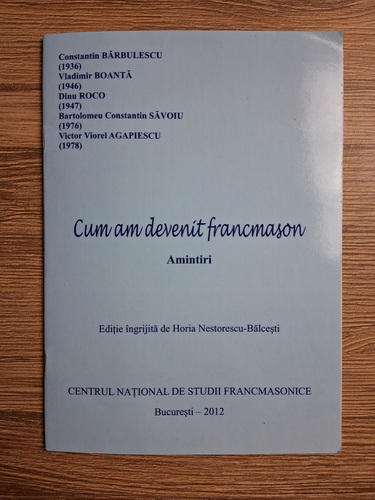 Constantin BĂRBULESCU
(1936)
Vladimir BOANTĂ
(1946)
Dinu ROCO
(1947)
Bartolomeu Constantin SĂVOIU
(1976)
Victor Viorel AGAPIESCU
(1978)
Cum am devenit francmason
Amintiri
Ediție îngrijită de Horia Nestorescu-Bălcești
CENTRUL NAȚIONAL DE STUDII FRANCMASONICE
București – 2012